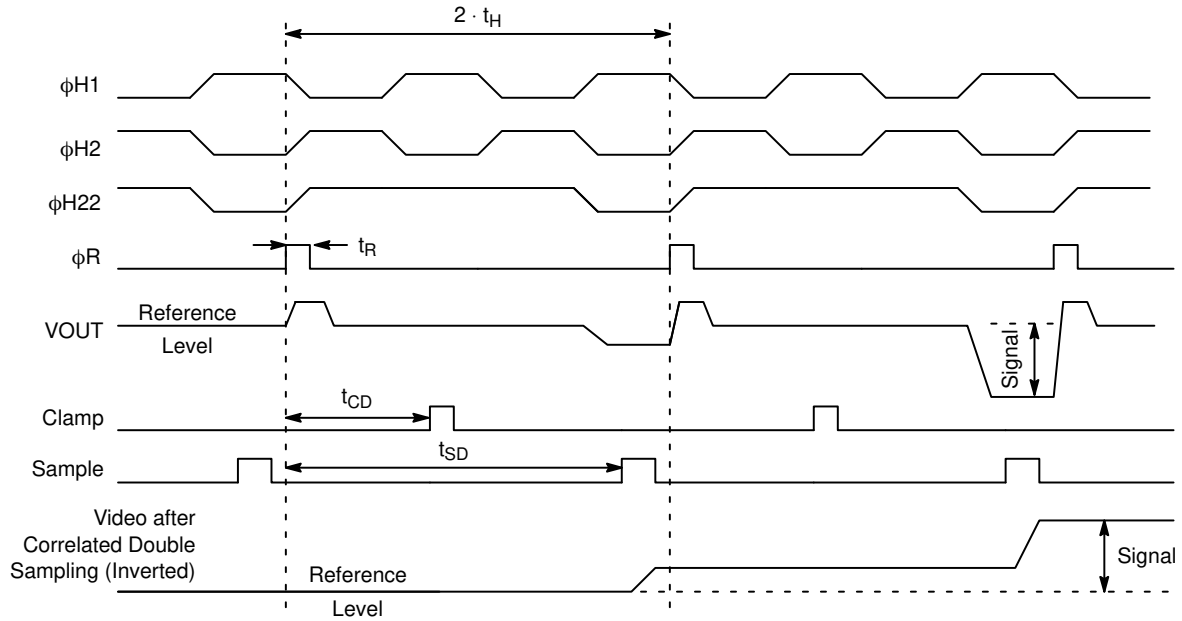 2 · tH
φH1
φH2
φH22
φR
tR
VOUT
Reference
Level
Signal
Clamp
tCD
Sample
tSD
Video after
Correlated Double
Sampling (Inverted)
Reference
Level
Signal